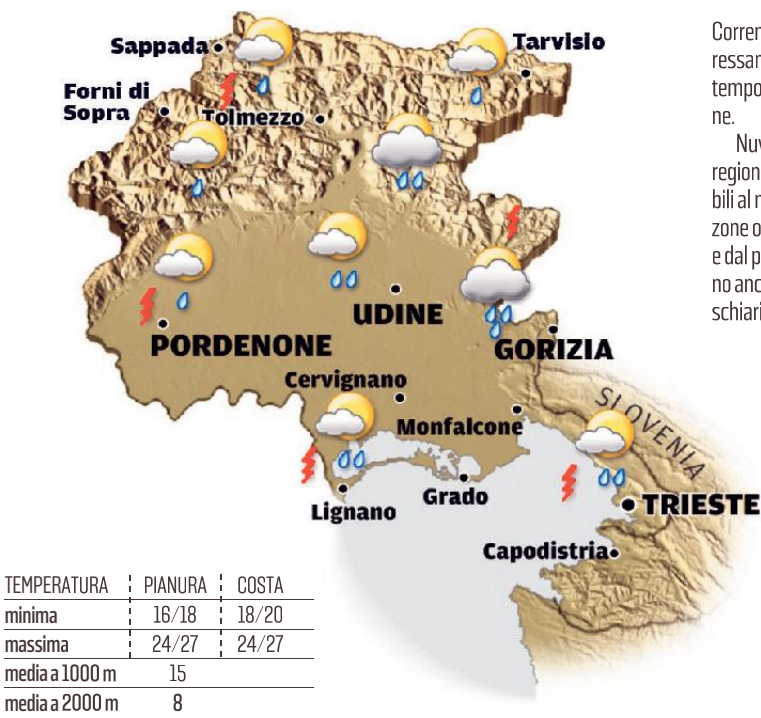 Sappada
Tarvisio
Forni di
Sopra
Tolmezzo
UDINE
PORDENONE
GORIZIA
Cervignano
Monfalcone
SLOVENIA
Lignano
Grado
TRIESTE
Capodistria
TEMPERATURA PIANURA COSTA
minima 16/18 18/20
massima 24/27 24/27
media a 1000 m 15
media a 2000 m 8
Corren
ressan
tempo
ne.
Nuv
region
bili al n
zone o
e dal p
no anc
schiari